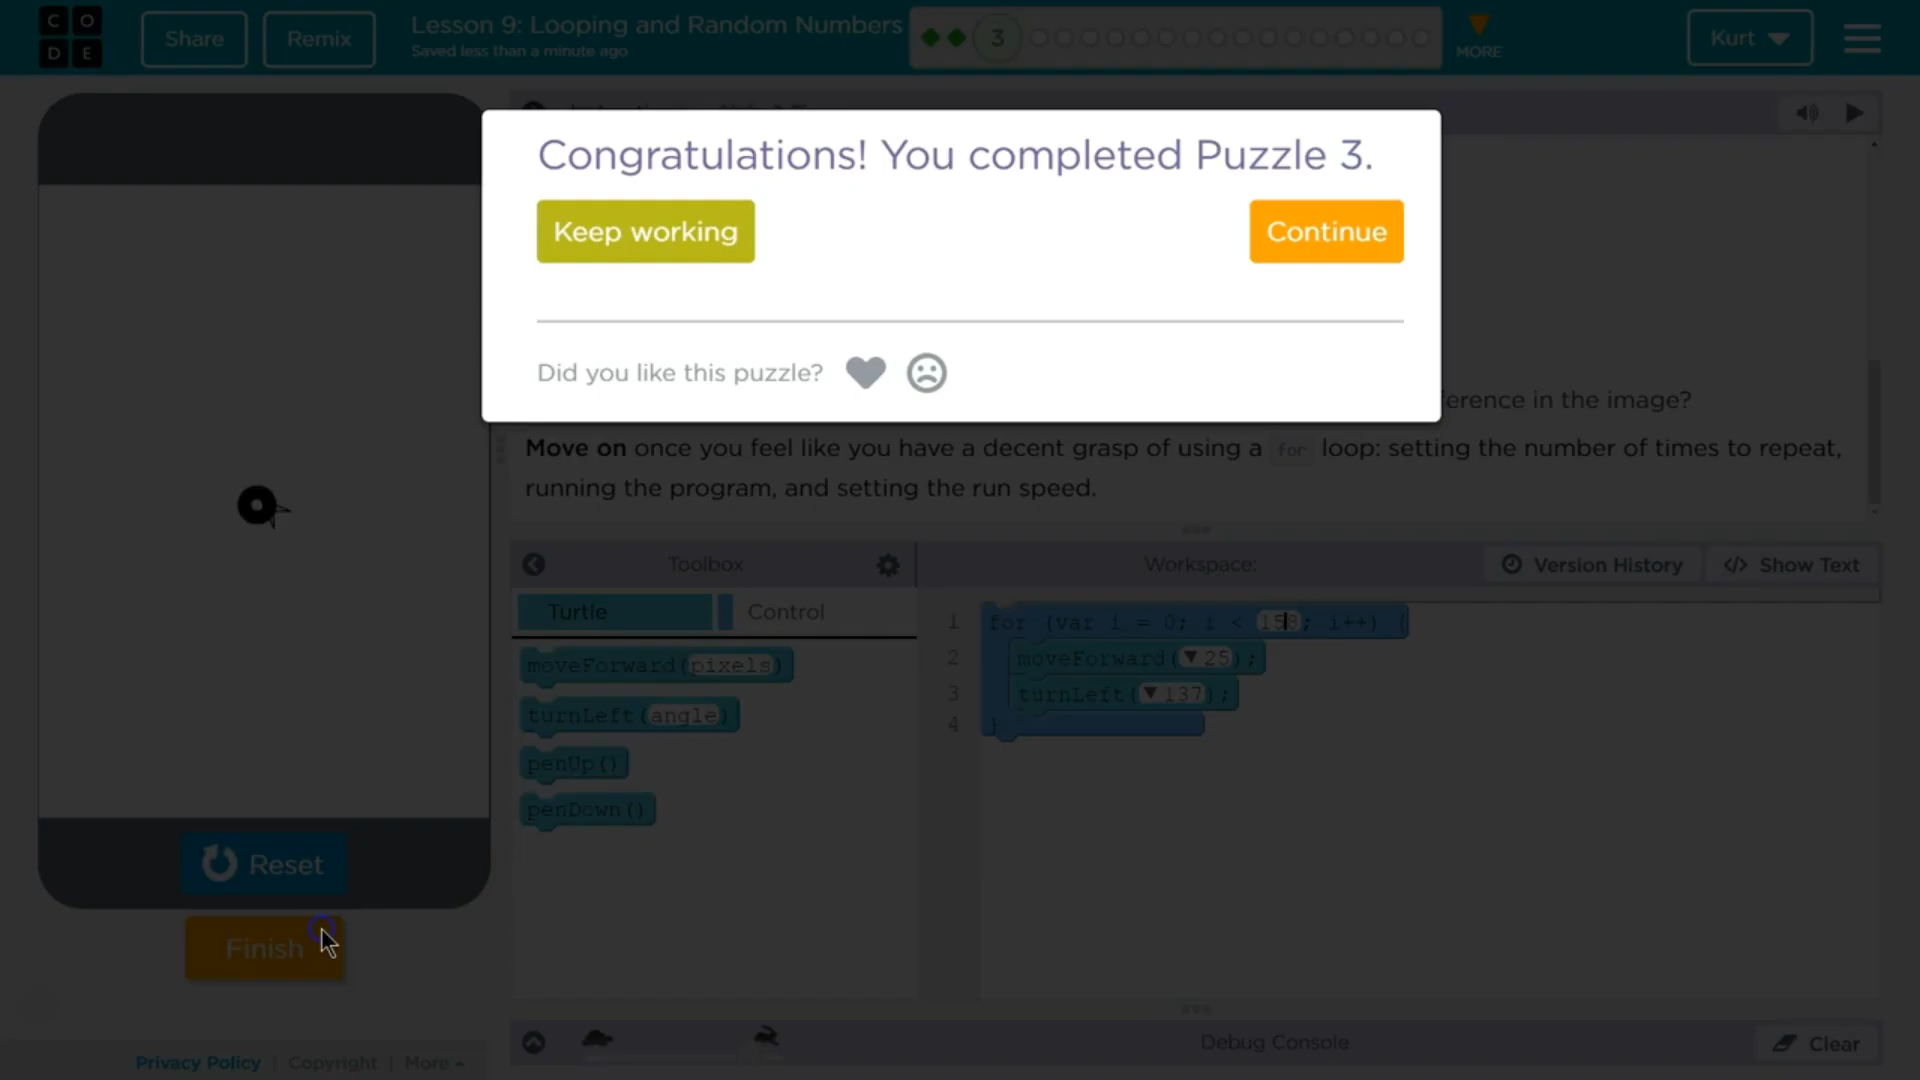 C O
D E
Share
Remix
Lesson 9: Looping and Random Numbers
Saved less than a minute ago
3
MORE
Kurt
Congratulations! You completed Puzzle 3.
Keep working
Continue
Did you like this puzzle?
ference in the image?
Move on once you feel like you have a decent grasp of using a for loop: setting the number of times to repeat,
running the program, and setting the run speed.
Toolbox
Workspace:
Version History
</> Show Text
Turtle
Control
moveForward(pixels)
turnLeft(angle)
penUp()
penDown()
1 for (var i = 0; i < 158; i++) {
2 moveForward(▼25);
3 turnLeft(▼137);
4 }
Reset
Finish
Debug Console
Clear
Privacy Policy | Copyright | More